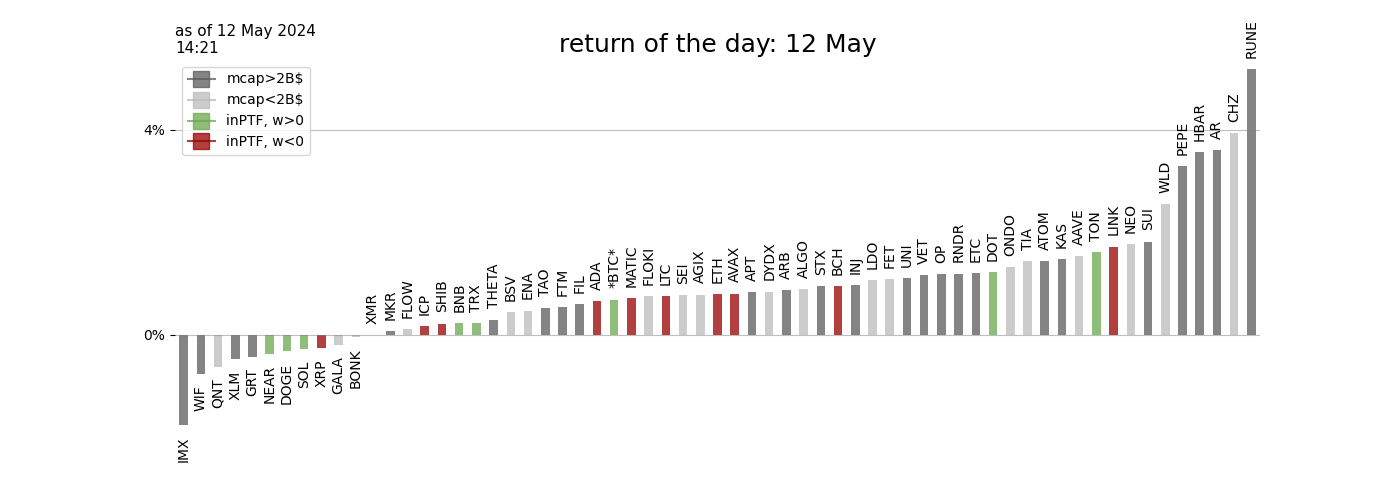 as of 12 May 2024
14:21
return of the day: 12 May
mcap>2B$
mcap<2B$
inPTF, w>0
inPTF, w<0
4%
0%
IMX
WIF
QNT
XLM
GRT
NEAR
DOGE
SOL
XRP
GALA
BONK
XMR
MKR
FLOW
ICP
SHIB
BNB
TRX
THETA
BSV
ENA
TAO
FTM
FIL
ADA
*BTC*
MATIC
FLOKI
LTC
SEI
AGIX
ETH
AVAX
APT
DYDX
ARB
ALGO
STX
BCH
INJ
LDO
FET
UNI
VET
OP
RNDR
ETC
DOT
ONDO
TIA
ATOM
KAS
AAVE
TON
LINK
NEO
SUI
WLD
PEPE
HBAR
AR
CHZ
RUNE